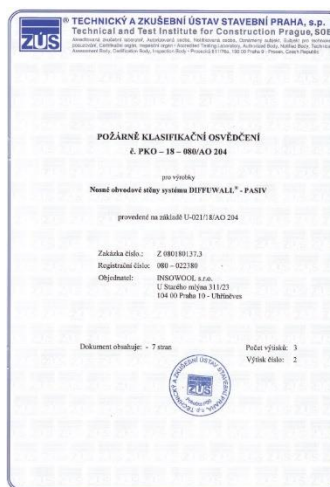 ZÚS
®
TECHNICKÝ A ZKUŠEBNÍ ÚSTAV STAVEBNÍ PRAHA, s.p.
Technical and Test Institute for Construction Prague, SOE
POŽÁRNĚ KLASIFIKAČNÍ OSVĚDČENÍ
č. PKO – 18 – 080/AO 204
pro výrobky
Nosné obvodové stěny systému DIFFUWALL® - PASIV
provedené na základě U-021/18/AO 204
Zakázka číslo.: Z 080180137.3
Registrační číslo: 080 – 022380
Objednatel: INSOWOOL s.r.o.
U Starého mlýna 311/23
104 00 Praha 10 - Uhříněves
Dokument obsahuje: - 7 stran
Počet výtisků: 3
Výtisk číslo: 2
ZÚS